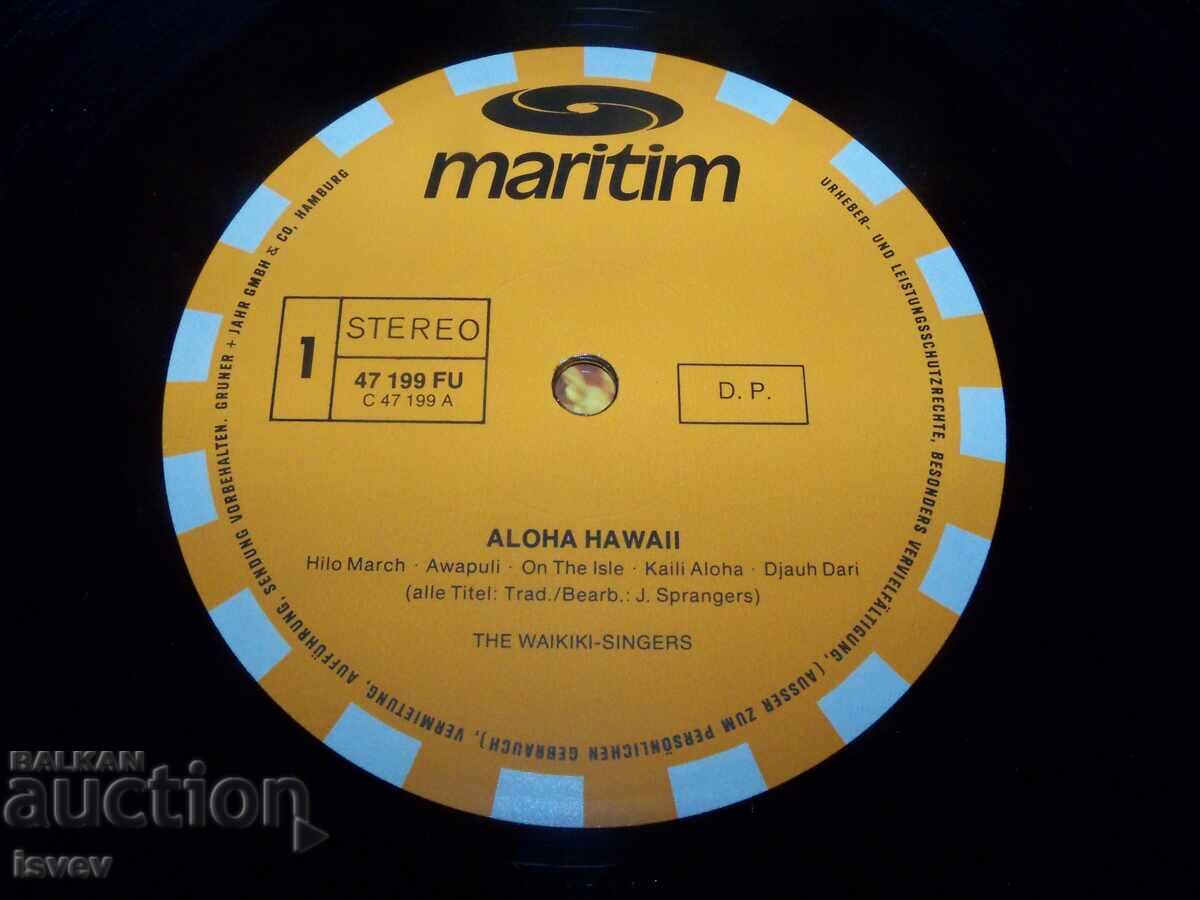 maritim
1
STEREO
47 199 FU
C 47 199 A
D. P.
ALOHA HAWAII
Hilo March · Awapuli · On The Isle · Kaili Aloha · Djauh Dari
(alle Titel: Trad./Bearb.: J. Sprangers)
THE WAIKIKI-SINGERS
URHEBER- UND LEISTUNGSSCHUTZRECHTE, BESONDERS VERVIELFÄLTIGUNG, (AUSSER ZUM PERSÖNLICHEN GEBRAUCH), VERMIETUNG, AUFFÜHRUNG, SENDUNG VORBEHALTEN. GRUNER + JAHR GMBH & CO, HAMBURG
BALKAN
auction
isvev